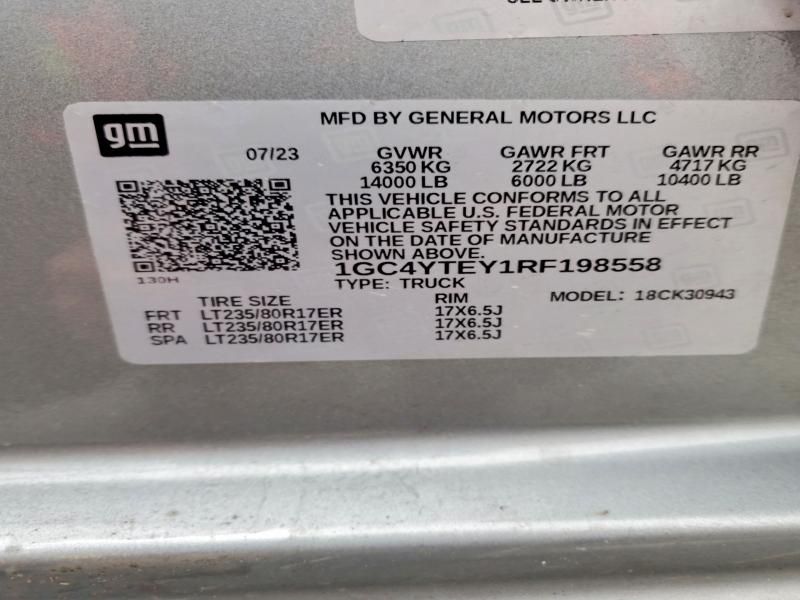 gm
MFD BY GENERAL MOTORS LLC
07/23 GVWR GAWR FRT GAWR RR
6350 KG 2722 KG 4717 KG
14000 LB 6000 LB 10400 LB
THIS VEHICLE CONFORMS TO ALL
APPLICABLE U.S. FEDERAL MOTOR
VEHICLE SAFETY STANDARDS IN EFFECT
ON THE DATE OF MANUFACTURE
SHOWN ABOVE.
1GC4YTEY1RF198558
130H
TYPE: TRUCK
TIRE SIZE RIM MODEL: 18CK30943
FRT LT235/80R17ER 17X6.5J
RR LT235/80R17ER 17X6.5J
SPA LT235/80R17ER 17X6.5J